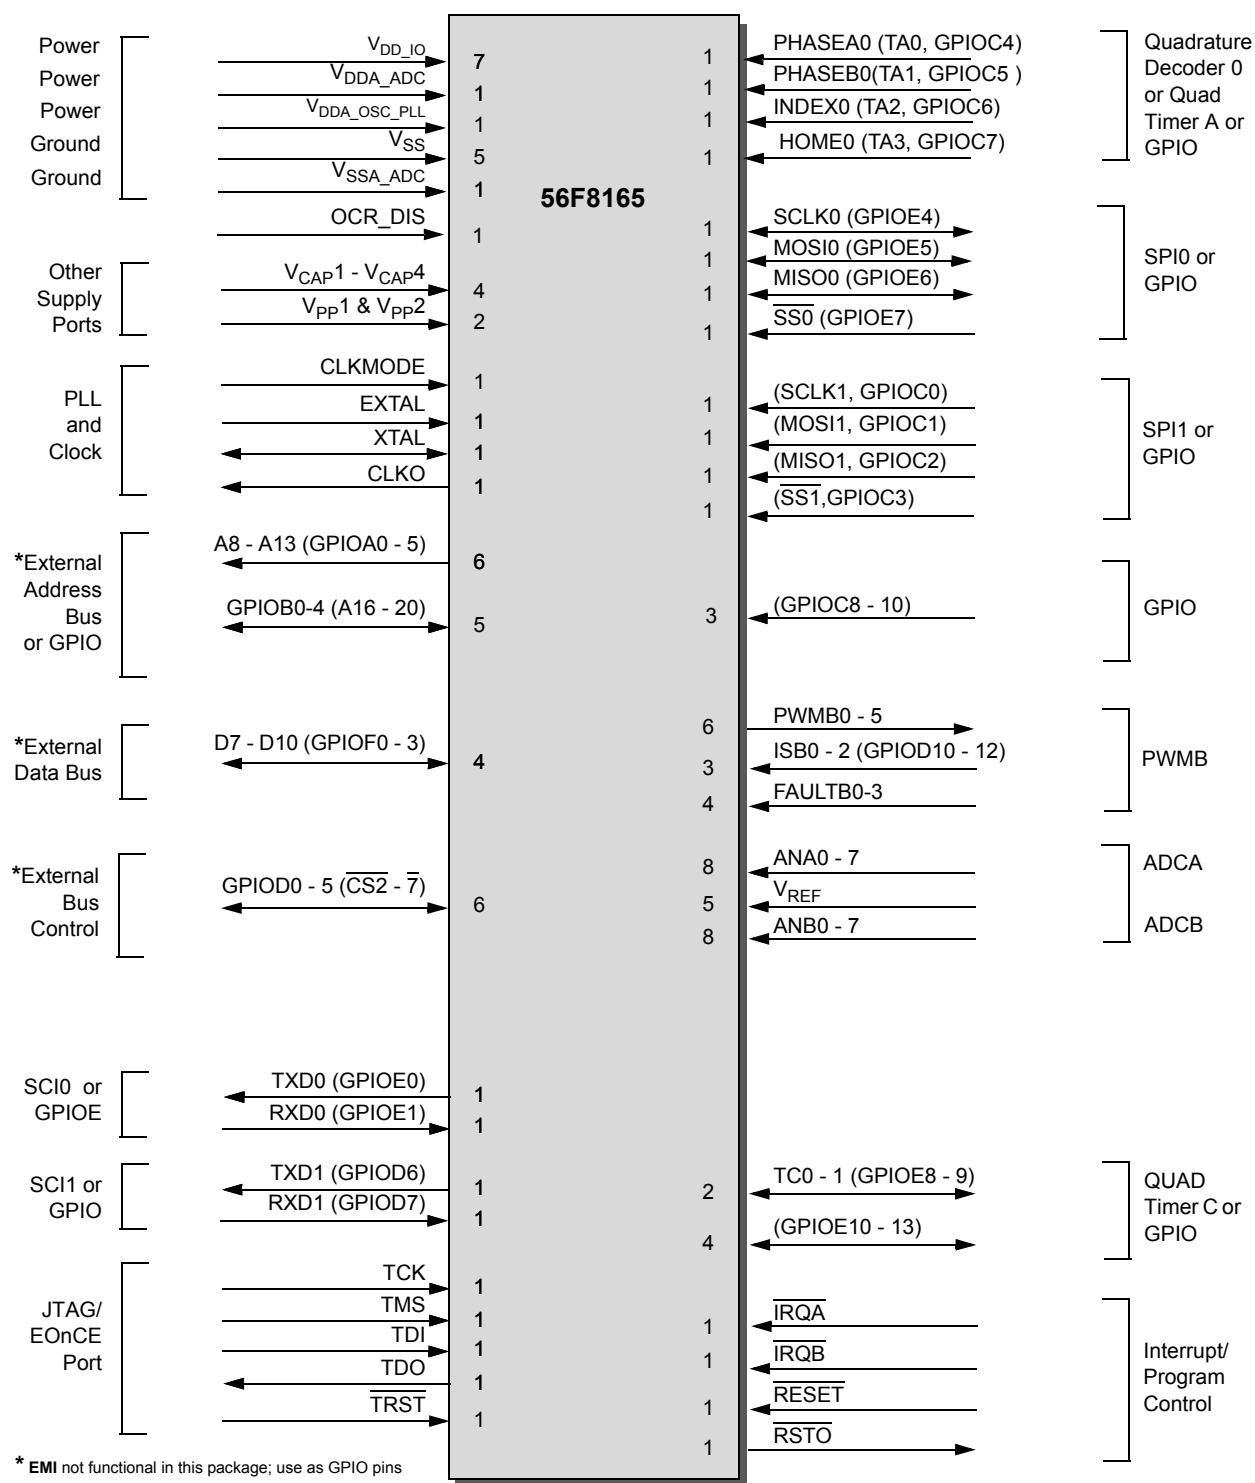 56F8165
Power
Power
Power
Ground
Ground
V_DD_IO
7
V_DDA_ADC
1
V_DDA_OSC_PLL
1
V_SS
5
V_SSA_ADC
1
OCR_DIS
1
Other
Supply
Ports
V_CAP1 - V_CAP4
4
V_PP1 & V_PP2
2
PLL
and
Clock
CLKMODE
1
EXTAL
1
XTAL
1
CLKO
1
*External
Address
Bus
or GPIO
A8 - A13 (GPIOA0 - 5)
6
GPIOB0-4 (A16 - 20)
5
*External
Data Bus
D7 - D10 (GPIOF0 - 3)
4
*External
Bus
Control
GPIOD0 - 5 (CS2 - 7)
6
SCI0 or
GPIOE
TXD0 (GPIOE0)
1
RXD0 (GPIOE1)
1
SCI1 or
GPIO
TXD1 (GPIOD6)
1
RXD1 (GPIOD7)
1
JTAG/
EOnCE
Port
TCK
1
TMS
1
TDI
1
TDO
1
TRST
1
1
PHASEA0 (TA0, GPIOC4)
1
PHASEB0(TA1, GPIOC5 )
1
INDEX0 (TA2, GPIOC6)
1
HOME0 (TA3, GPIOC7)
Quadrature
Decoder 0
or Quad
Timer A or
GPIO
1
SCLK0 (GPIOE4)
1
MOSI0 (GPIOE5)
1
MISO0 (GPIOE6)
1
SS0 (GPIOE7)
SPI0 or
GPIO
1
(SCLK1, GPIOC0)
1
(MOSI1, GPIOC1)
1
(MISO1, GPIOC2)
1
(SS1,GPIOC3)
SPI1 or
GPIO
3
(GPIOC8 - 10)
GPIO
6
PWMB0 - 5
3
ISB0 - 2 (GPIOD10 - 12)
4
FAULTB0-3
PWMB
8
ANA0 - 7
5
V_REF
8
ANB0 - 7
ADCA
ADCB
2
TC0 - 1 (GPIOE8 - 9)
4
(GPIOE10 - 13)
QUAD
Timer C or
GPIO
1
IRQA
1
IRQB
1
RESET
1
RSTO
Interrupt/
Program
Control
* EMI not functional in this package; use as GPIO pins